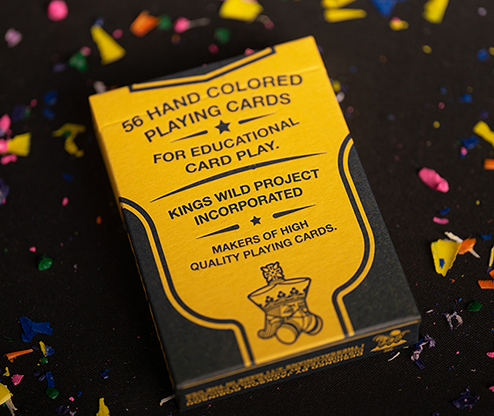 56 HAND COLORED
PLAYING CARDS
FOR EDUCATIONAL
CARD PLAY.
KINGS WILD PROJECT
INCORPORATED
MAKERS OF HIGH
QUALITY PLAYING CARDS.